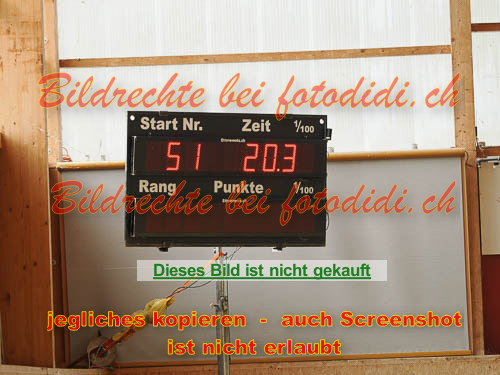 Bildrechte bei fotodidi.ch
Start Nr. Zeit 1/100
51 20.3
Rang Punkte 1/100
Bildrechte bei fotodidi.ch
Dieses Bild ist nicht gekauft
jegliches kopieren - auch Screenshot
ist nicht erlaubt